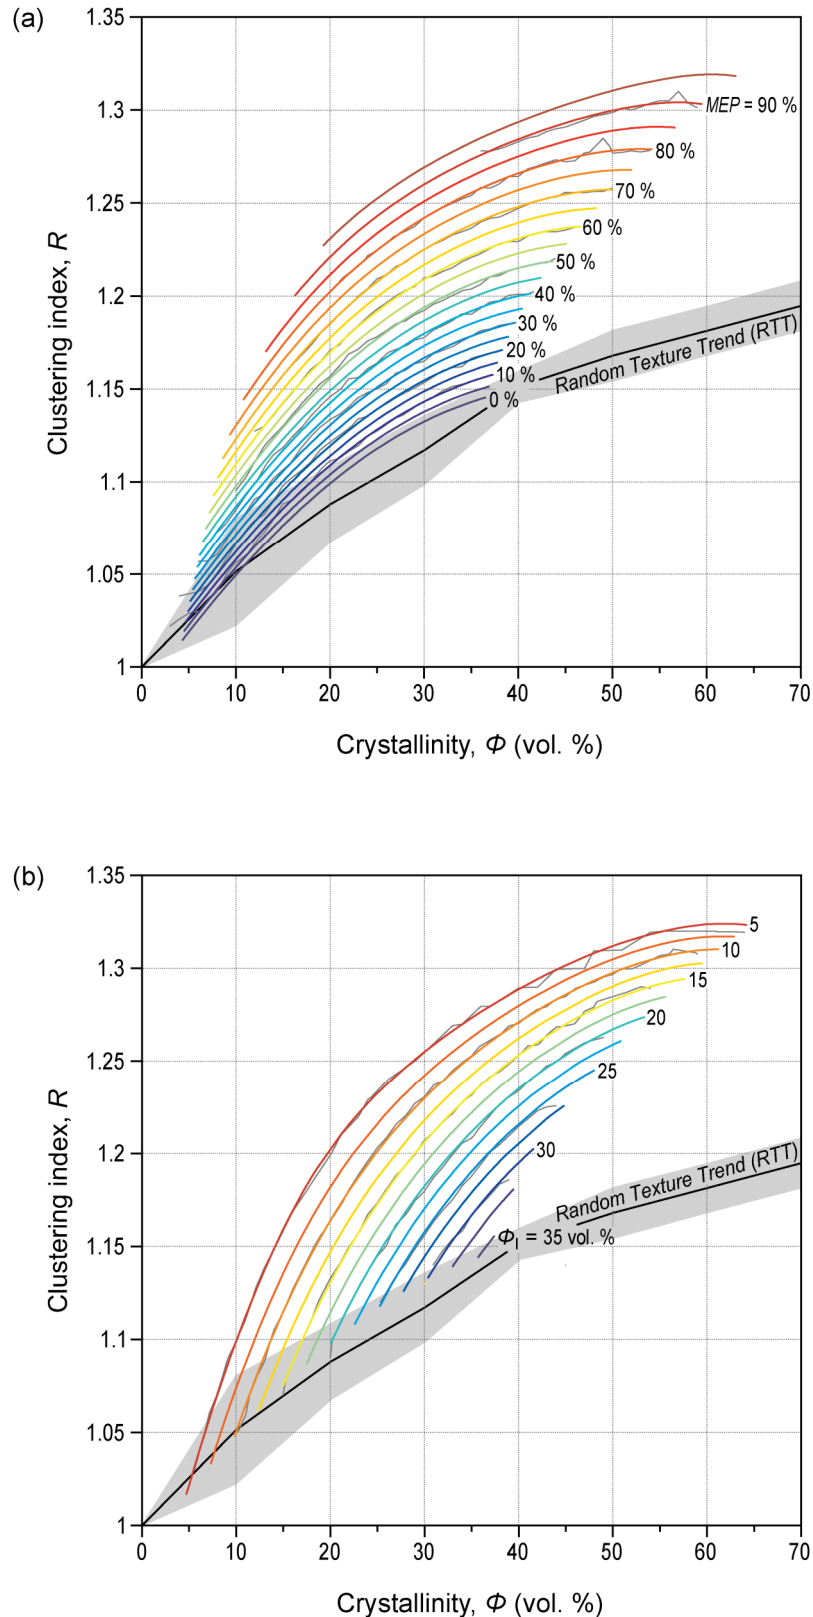 (a)
1.35
1.3
1.25
1.2
1.15
1.1
1.05
1
Clustering index, R
MEP = 90 %
80 %
70 %
60 %
50 %
40 %
30 %
20 %
10 %
0 %
Random Texture Trend (RTT)
0 10 20 30 40 50 60 70
Crystallinity, Φ (vol. %)
(b)
1.35
1.3
1.25
1.2
1.15
1.1
1.05
1
Clustering index, R
5
10
15
20
25
30
ΦI = 35 vol. %
Random Texture Trend (RTT)
0 10 20 30 40 50 60 70
Crystallinity, Φ (vol. %)